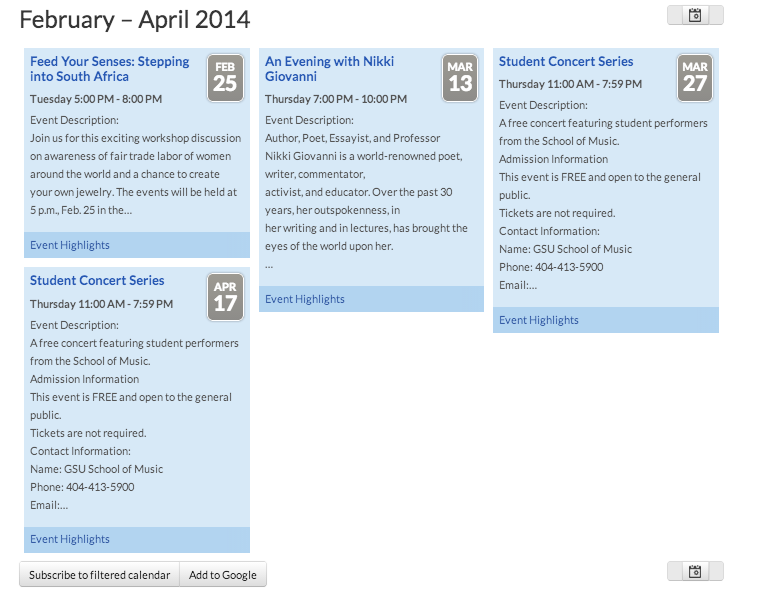 February – April 2014
Feed Your Senses: Stepping
into South Africa
FEB
25
Tuesday 5:00 PM - 8:00 PM
Event Description:
Join us for this exciting workshop discussion
on awareness of fair trade labor of women
around the world and a chance to create
your own jewelry. The events will be held at
5 p.m., Feb. 25 in the...
Event Highlights
An Evening with Nikki
Giovanni
MAR
13
Thursday 7:00 PM - 10:00 PM
Event Description:
Author, Poet, Essayist, and Professor
Nikki Giovanni is a world-renowned poet,
writer, commentator,
activist, and educator. Over the past 30
years, her outspokenness, in
her writing and in lectures, has brought the
eyes of the world upon her.
...
Event Highlights
Student Concert Series
MAR
27
Thursday 11:00 AM - 7:59 PM
Event Description:
A free concert featuring student performers
from the School of Music.
Admission Information
This event is FREE and open to the general
public.
Tickets are not required.
Contact Information:
Name: GSU School of Music
Phone: 404-413-5900
Email:...
Event Highlights
Student Concert Series
APR
17
Thursday 11:00 AM - 7:59 PM
Event Description:
A free concert featuring student performers
from the School of Music.
Admission Information
This event is FREE and open to the general
public.
Tickets are not required.
Contact Information:
Name: GSU School of Music
Phone: 404-413-5900
Email:...
Event Highlights
Subscribe to filtered calendar
Add to Google